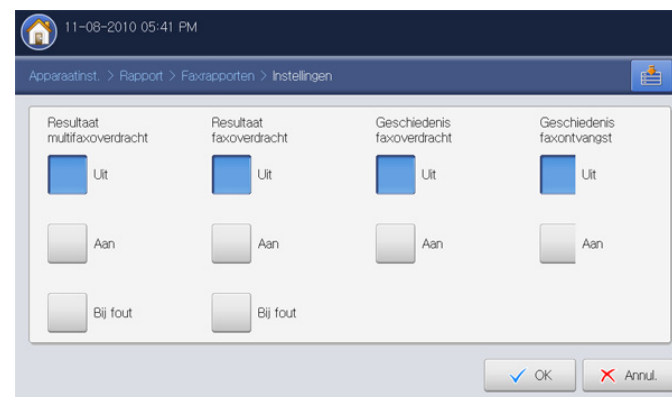 11-08-2010 05:41 PM
Apparaatinst. > Rapport > Faxrapporten > Instellingen
Resultaat
multifaxoverdracht
Resultaat
faxoverdracht
Geschiedenis
faxoverdracht
Geschiedenis
faxontvangst
Uit Uit Uit Uit
Aan Aan Aan Aan
Bij fout Bij fout
OK Annul.